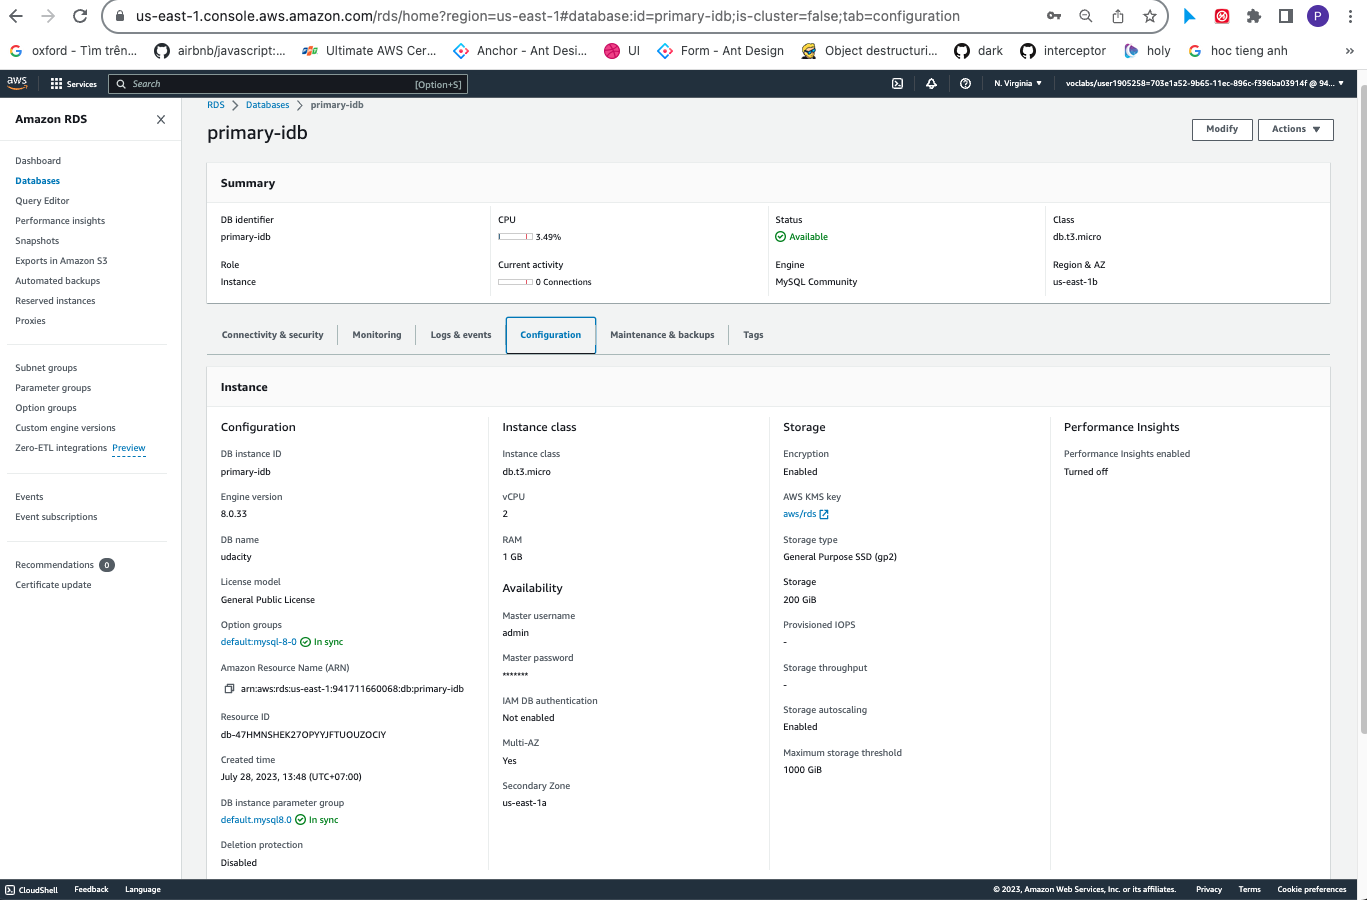 us-east-1.console.aws.amazon.com/rds/home?region=us-east-1#database:id=primary-idb;is-cluster=false;tab=configuration
P
oxford - Tìm trên... airbnb/javascript:... Ultimate AWS Cer... Anchor - Ant Desi... UI Form - Ant Design Object destructuri... dark interceptor holy hoc tieng anh »
aws Services Search [Option+S] N. Virginia voclabs/user1905258=703e1a52-9b65-11ec-896c-f396ba03914f @ 94...
Amazon RDS
Dashboard
Databases
Query Editor
Performance insights
Snapshots
Exports in Amazon S3
Automated backups
Reserved instances
Proxies
Subnet groups
Parameter groups
Option groups
Custom engine versions
Zero-ETL integrations Preview
Events
Event subscriptions
Recommendations 0
Certificate update
RDS Databases primary-idb
primary-idb
Modify Actions
Summary
DB identifier
primary-idb
Role
Instance
CPU
3.49%
Current activity
0 Connections
Status
Available
Engine
MySQL Community
Class
db.t3.micro
Region & AZ
us-east-1b
Connectivity & security Monitoring Logs & events Configuration Maintenance & backups Tags
Instance
Configuration
DB instance ID
primary-idb
Engine version
8.0.33
DB name
udacity
License model
General Public License
Option groups
default:mysql-8-0 In sync
Amazon Resource Name (ARN)
arn:aws:rds:us-east-1:941711660068:db:primary-idb
Resource ID
db-47HMNSHEK27OPYYJFTUOUZOCIY
Created time
July 28, 2023, 13:48 (UTC+07:00)
DB instance parameter group
default.mysql8.0 In sync
Deletion protection
Disabled
Instance class
Instance class
db.t3.micro
vCPU
2
RAM
1 GB
Availability
Master username
admin
Master password
*******
IAM DB authentication
Not enabled
Multi-AZ
Yes
Secondary Zone
us-east-1a
Storage
Encryption
Enabled
AWS KMS key
aws/rds
Storage type
General Purpose SSD (gp2)
Storage
200 GiB
Provisioned IOPS
-
Storage throughput
-
Storage autoscaling
Enabled
Maximum storage threshold
1000 GiB
Performance Insights
Performance Insights enabled
Turned off
CloudShell Feedback Language © 2023, Amazon Web Services, Inc. or its affiliates. Privacy Terms Cookie preferences